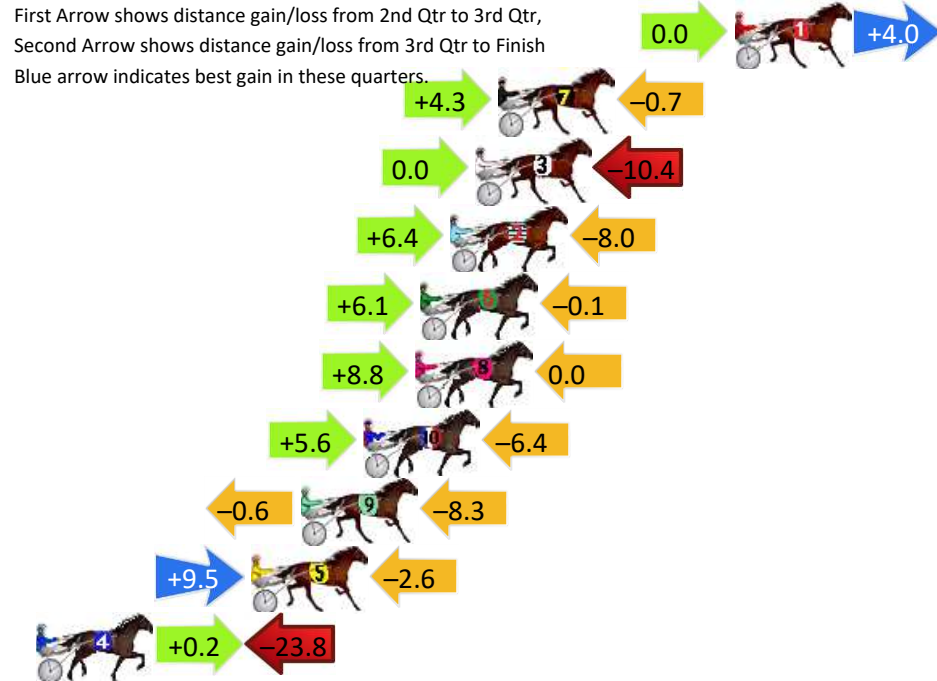 First Arrow shows distance gain/loss from 2nd Qtr to 3rd Qtr,
Second Arrow shows distance gain/loss from 3rd Qtr to Finish
Blue arrow indicates best gain in these quarters.
0.0 1 +4.0
+4.3 7 –0.7
0.0 3 –10.4
+6.4 2 –8.0
+6.1 6 –0.1
+8.8 8 0.0
+5.6 10 –6.4
–0.6 9 –8.3
+9.5 5 –2.6
4 +0.2 –23.8